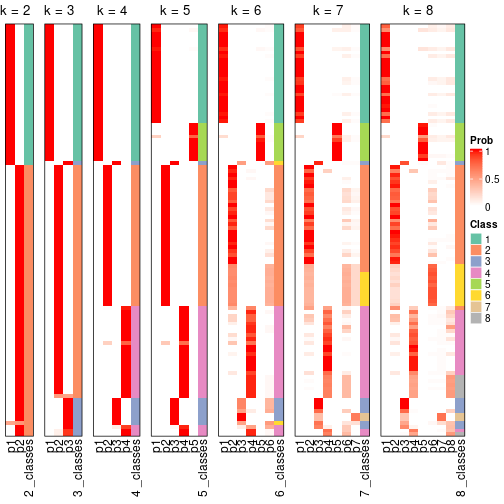 k = 2 k = 3 k = 4 k = 5 k = 6 k = 7 k = 8
Prob
1
0.5
0
Class
1
2
3
4
5
6
7
8
p1 p2 2_classes
p1 p2 p3 3_classes
p1 p2 p3 p4 4_classes
p1 p2 p3 p4 p5 5_classes
p1 p2 p3 p4 p5 p6 6_classes
p1 p2 p3 p4 p5 p6 p7 7_classes
p1 p2 p3 p4 p5 p6 p7 p8 8_classes